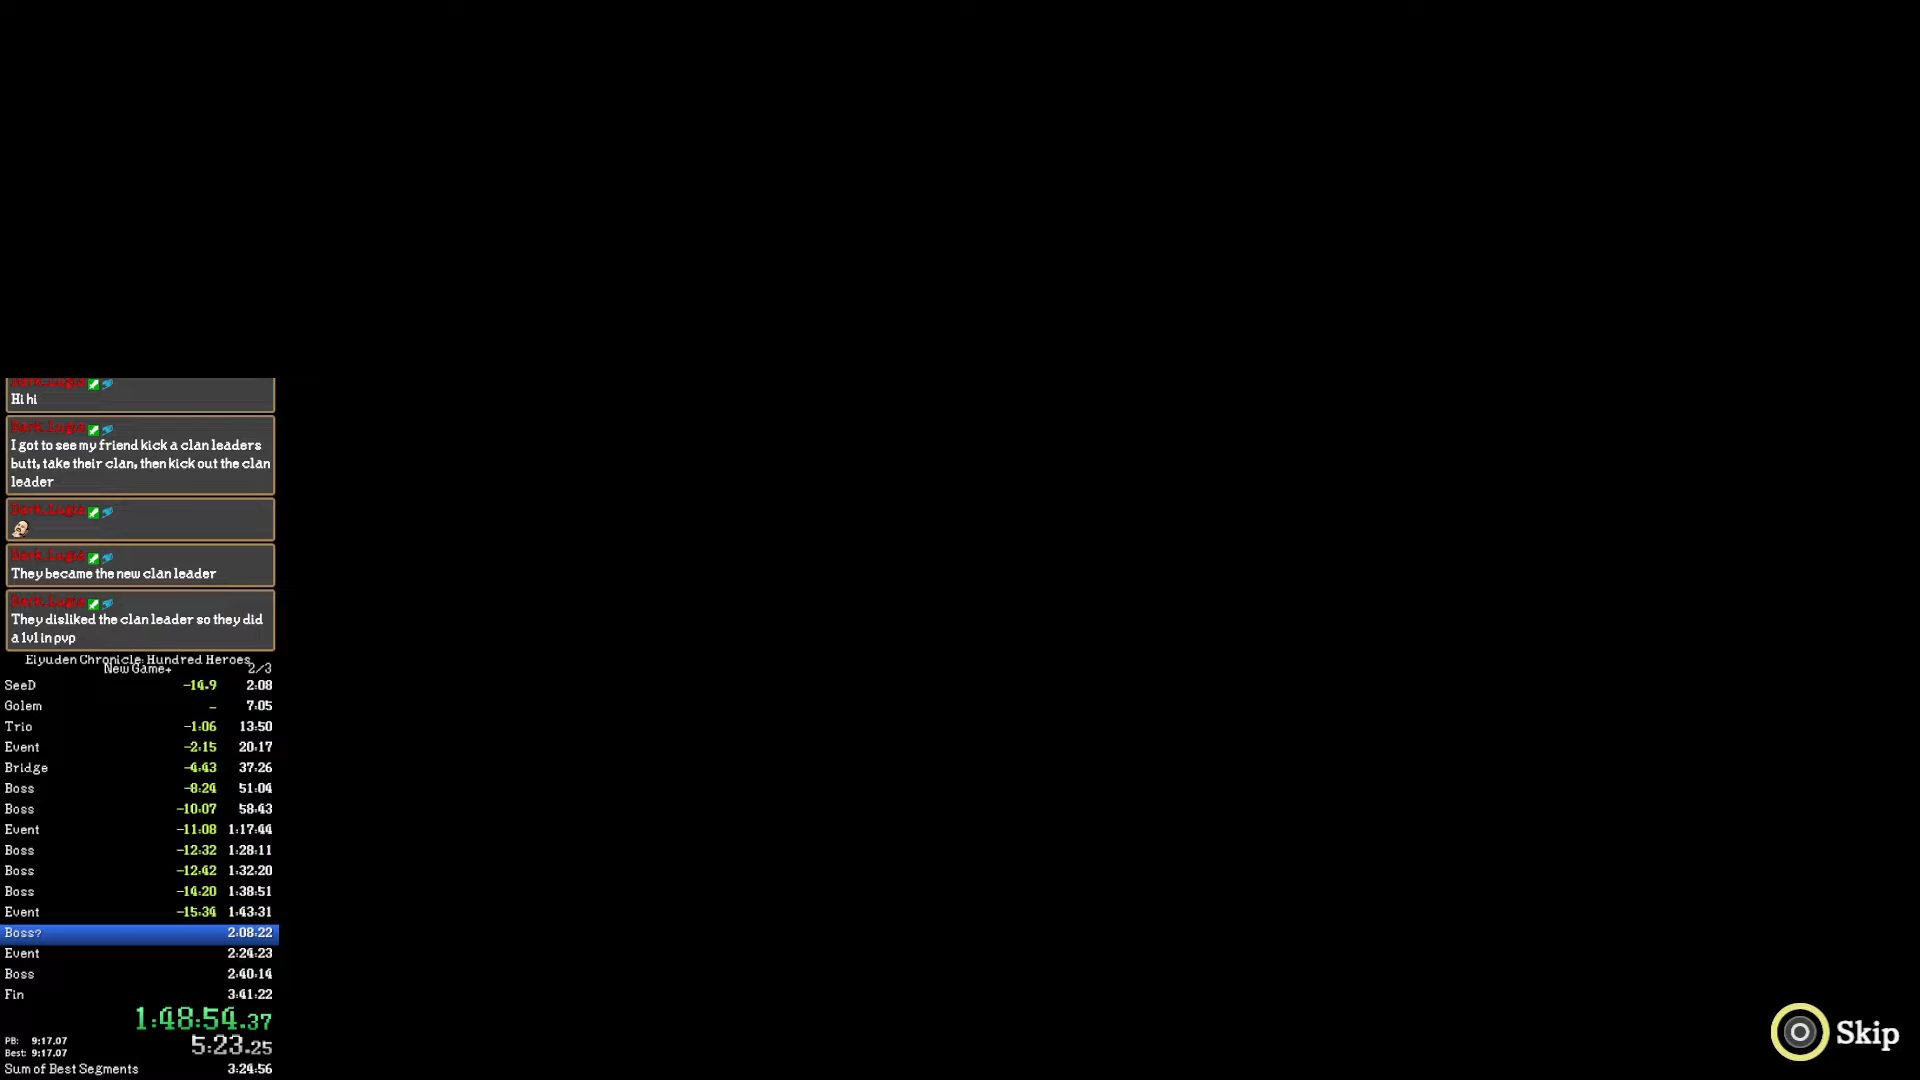 Dark_Lugia
Hi hi
Dark_Lugia
I got to see my friend kick a clan leaders
butt, take their clan, then kick out the clan
leader
Dark_Lugia
Dark_Lugia
They became the new clan leader
Dark_Lugia
They disliked the clan leader so they did
a 1v1 in pvp
Eiyuden Chronicle: Hundred Heroes
New Game+ 2/3
SeeD -14.9 2:08
Golem - 7:05
Trio -1:06 13:50
Event -2:15 20:17
Bridge -4:43 37:26
Boss -8:24 51:04
Boss -10:07 58:43
Event -11:08 1:17:44
Boss -12:32 1:28:11
Boss -12:42 1:32:20
Boss -14:20 1:38:51
Event -15:34 1:43:31
Boss? 2:08:22
Event 2:24:23
Boss 2:40:14
Fin 3:41:22
1:48:54.37
PB: 9:17.07
Best: 9:17.07
5:23.25
Sum of Best Segments 3:24:56
Skip